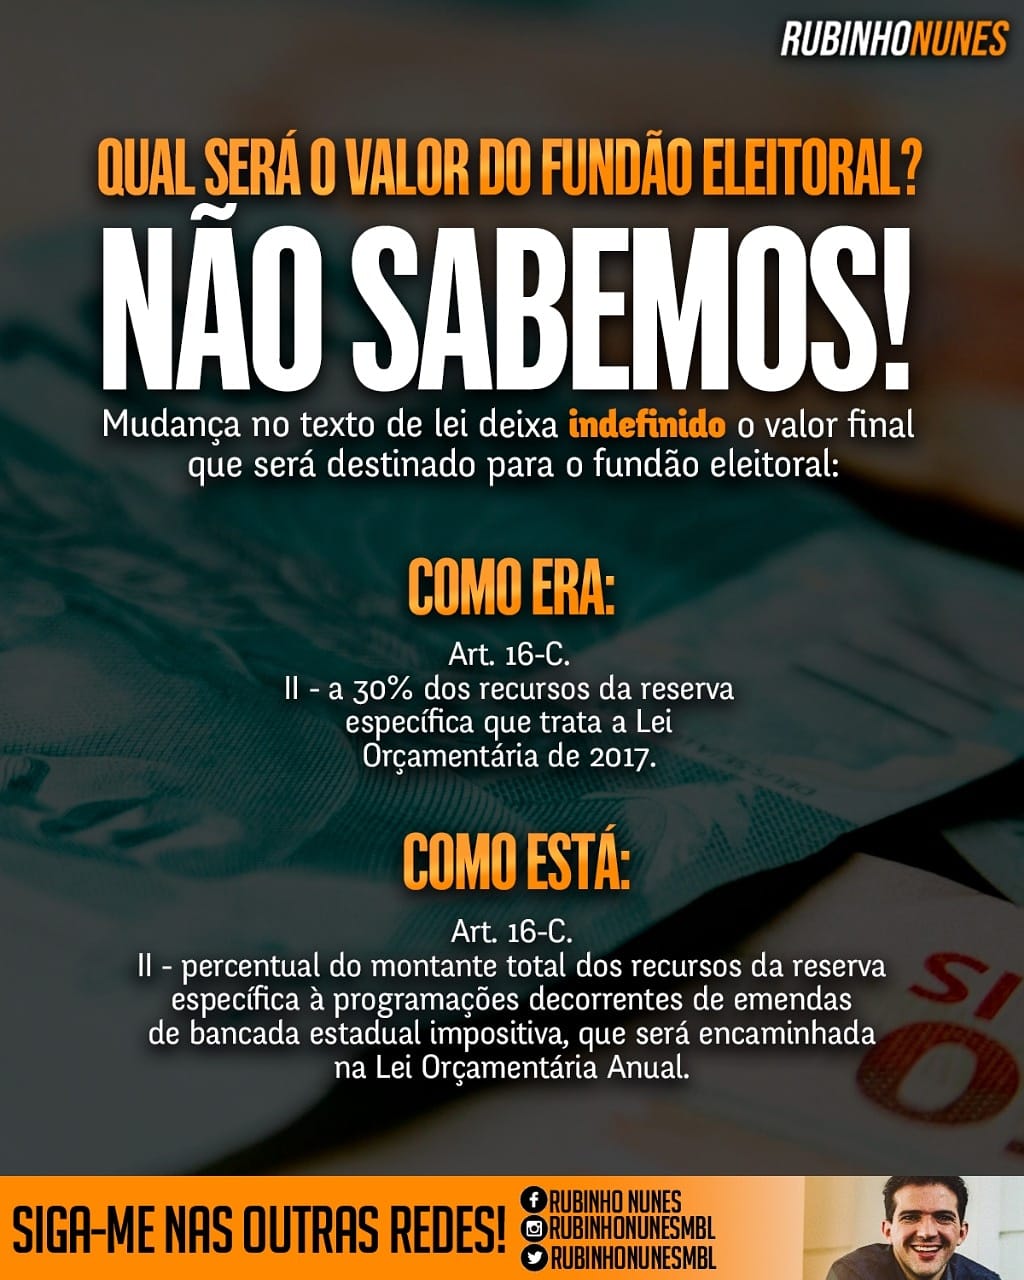 RUBINHONUNES
QUAL SERÁ O VALOR DO FUNDÃO ELEITORAL?
NÃO SABEMOS!
Mudança no texto de lei deixa indefinido o valor final
que será destinado para o fundão eleitoral:
COMO ERA:
Art. 16-C.
II - a 30% dos recursos da reserva
específica que trata a Lei
Orçamentária de 2017.
COMO ESTÁ:
Art. 16-C.
II - percentual do montante total dos recursos da reserva
específica à programações decorrentes de emendas
de bancada estadual impositiva, que será encaminhada
na Lei Orçamentária Anual.
SIGA-ME NAS OUTRAS REDES!
RUBINHO NUNES
RUBINHONUNESMBL
RUBINHONUNESMBL